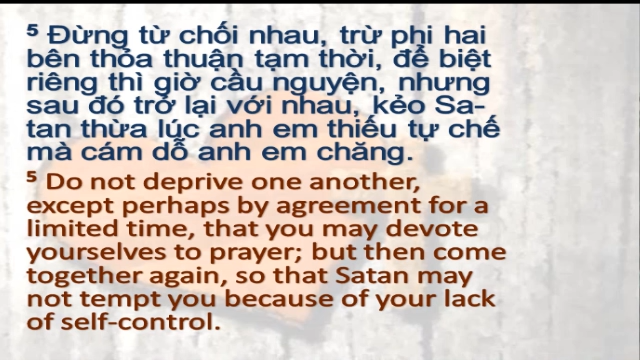 ⁵ Đừng từ chối nhau, trừ phi hai
bên thỏa thuận tạm thời, để biệt
riêng thì giờ cầu nguyện, nhưng
sau đó trở lại với nhau, kẻo Sa-
tan thừa lúc anh em thiếu tự chế
mà cám dỗ anh em chăng.
⁵ Do not deprive one another,
except perhaps by agreement for a
limited time, that you may devote
yourselves to prayer; but then come
together again, so that Satan may
not tempt you because of your lack
of self-control.